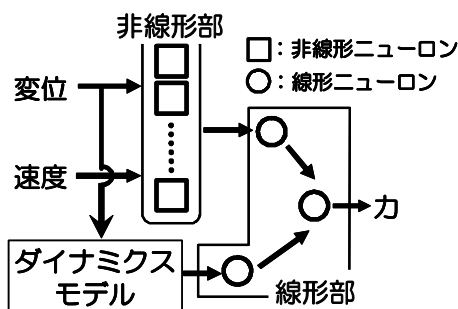 非線形部
□：非線形ニューロン
○：線形ニューロン
変位
速度
力
ダイナミクス
モデル
線形部